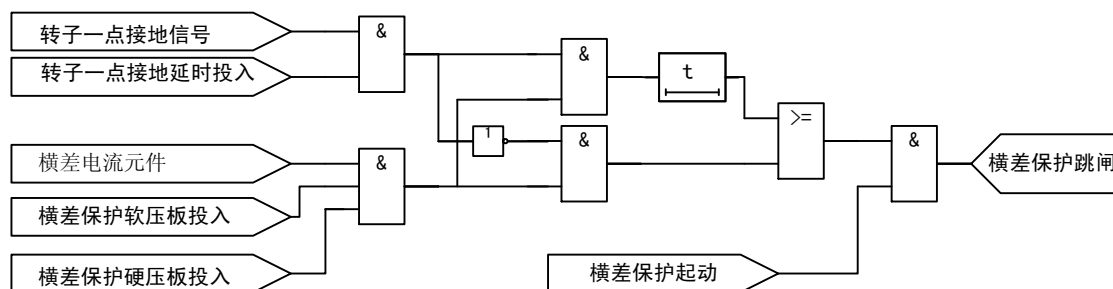 转子一点接地信号
转子一点接地延时投入
&
&
t
1
&
>=
&
横差保护跳闸
横差电流元件
&
横差保护软压板投入
横差保护硬压板投入
横差保护起动